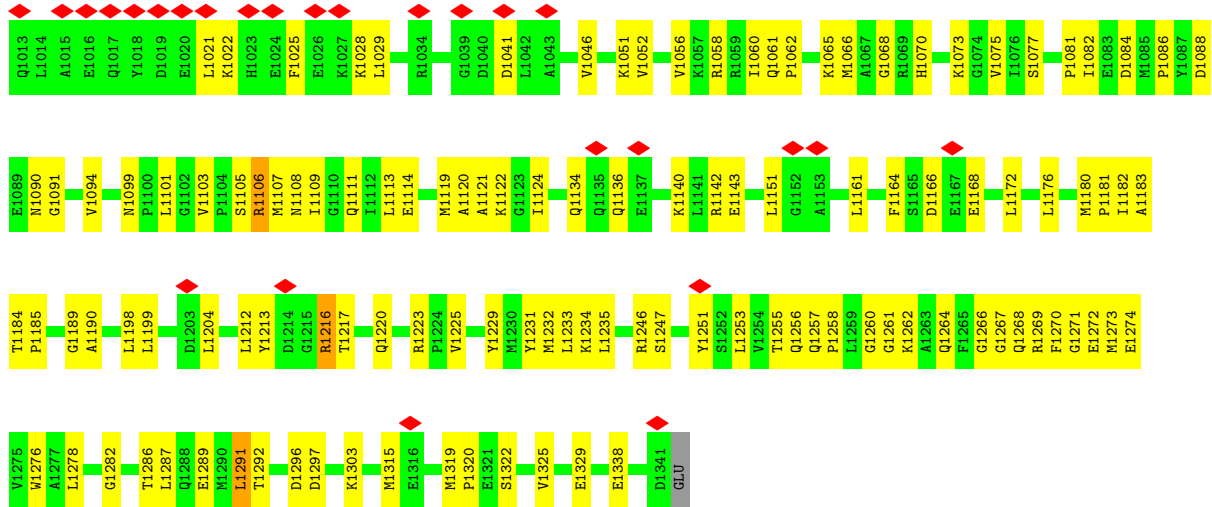 Q1013 L1014 A1015 E1016 Q1017 Y1018 D1019 E1020 L1021 K1022 H1023 E1024 F1025 E1026 K1027 K1028 L1029 R1034 G1039 D1040 D1041 L1042 A1043 V1046 K1051 V1052 V1056 K1057 R1058 R1059 I1060 Q1061 P1062 K1065 M1066 A1067 G1068 R1069 H1070 K1073 G1074 V1075 I1076 S1077 P1081 I1082 E1083 D1084 M1085 P1086 Y1087 D1088
E1089 N1090 G1091 V1094 N1099 P1100 L1101 G1102 V1103 P1104 S1105 R1106 M1107 N1108 I1109 G1110 Q1111 I1112 L1113 E1114 M1119 A1120 A1121 K1122 G1123 I1124 Q1134 Q1135 Q1136 E1137 K1140 L1141 R1142 E1143 L1151 G1152 A1153 L1161 F1164 S1165 D1166 E1167 E1168 L1172 L1176 M1180 P1181 I1182 A1183
T1184 P1185 G1189 A1190 L1198 L1199 D1203 L1204 L1212 Y1213 D1214 G1215 R1216 T1217 Q1220 R1223 P1224 V1225 Y1229 M1230 Y1231 M1232 L1233 K1234 L1235 R1246 S1247 Y1251 S1252 L1253 V1254 T1255 Q1256 Q1257 P1258 L1259 G1260 G1261 K1262 A1263 Q1264 F1265 G1266 G1267 Q1268 R1269 F1270 G1271 E1272 M1273 E1274
V1275 W1276 A1277 L1278 G1282 T1286 L1287 Q1288 E1289 M1290 L1291 T1292 D1296 D1297 K1303 M1315 E1316 M1319 P1320 E1321 S1322 V1325 E1329 E1338 D1341 GLU